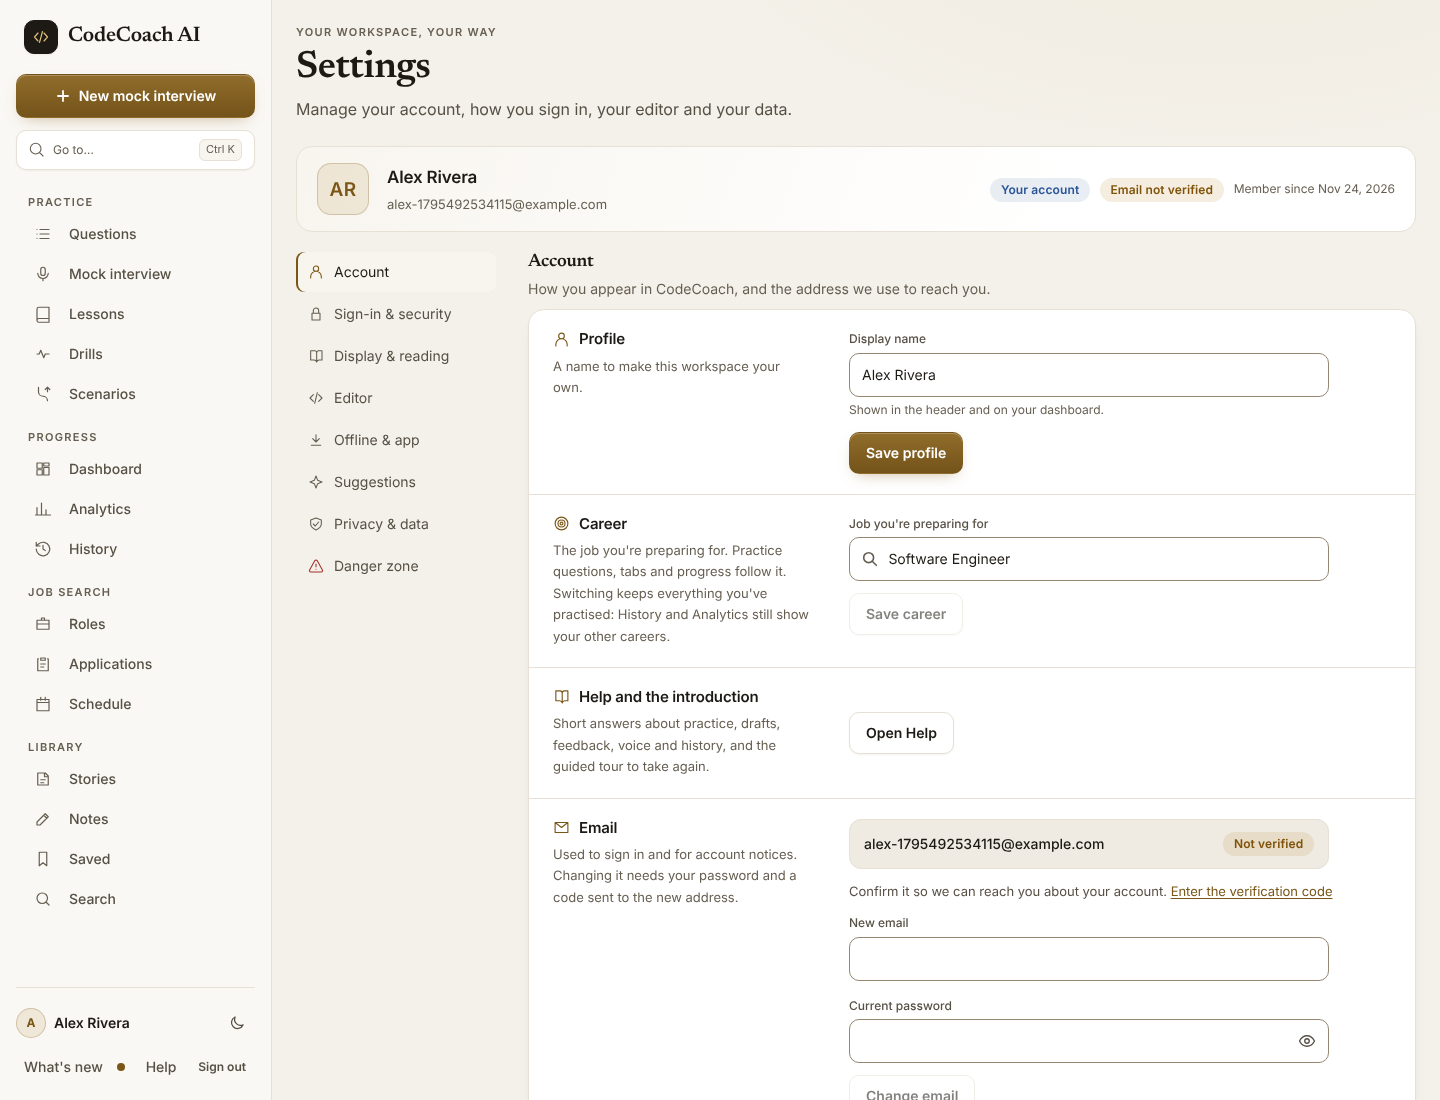 CodeCoach AI
New mock interview
Go to...
Ctrl K
PRACTICE
Questions
Mock interview
Lessons
Drills
Scenarios
PROGRESS
Dashboard
Analytics
History
JOB SEARCH
Roles
Applications
Schedule
LIBRARY
Stories
Notes
Saved
Search
A
Alex Rivera
What's new
Help
Sign out
YOUR WORKSPACE, YOUR WAY
Settings
Manage your account, how you sign in, your editor and your data.
AR
Alex Rivera
alex-1795492534115@example.com
Your account
Email not verified
Member since Nov 24, 2026
Account
Sign-in & security
Display & reading
Editor
Offline & app
Suggestions
Privacy & data
Danger zone
Account
How you appear in CodeCoach, and the address we use to reach you.
Profile
A name to make this workspace your
own.
Display name
Alex Rivera
Shown in the header and on your dashboard.
Save profile
Career
The job you're preparing for. Practice
questions, tabs and progress follow it.
Switching keeps everything you've
practised: History and Analytics still show
your other careers.
Job you're preparing for
Software Engineer
Save career
Help and the introduction
Short answers about practice, drafts,
feedback, voice and history, and the
guided tour to take again.
Open Help
Email
Used to sign in and for account notices.
Changing it needs your password and a
code sent to the new address.
alex-1795492534115@example.com
Not verified
Confirm it so we can reach you about your account. Enter the verification code
New email
Current password
Change email